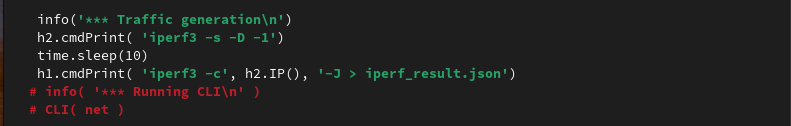 info('*** Traffic generation\n')
h2.cmdPrint( 'iperf3 -s -D -1')
time.sleep(10)
h1.cmdPrint( 'iperf3 -c', h2.IP(), '-J > iperf_result.json')
# info( '*** Running CLI\n' )
# CLI( net )